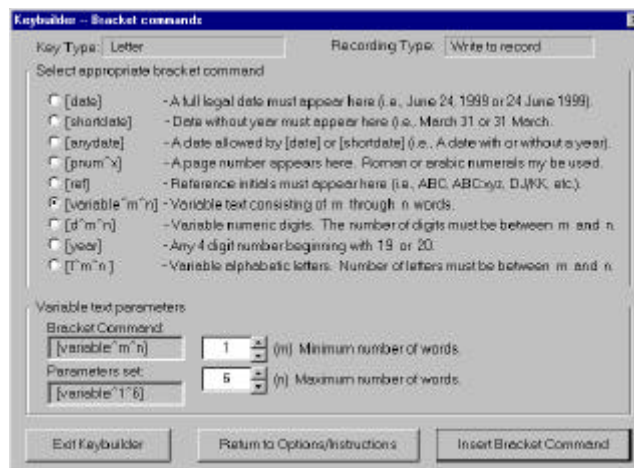 Keybuilder -- Bracket commands
Key Type: Letter Recording Type: Write to record
Select appropriate bracket command
[date] - A full legal date must appear here (i.e., June 24, 1999 or 24 June 1999).
[shortdate] - Date without year must appear here (i.e., March 31 or 31 March.
[anydate] - A date allowed by [date] or [shortdate] (i.e., A date with or without a year).
[pnum^x] - A page number appears here. Roman or arabic numerals my be used.
[ref] - Reference initials must appear here (i.e., ABC, ABC:xyz, DJ/KK, etc.).
[variable^m^n] - Variable text consisting of m through n words.
[d^m^n] - Variable numeric digits. The number of digits must be between m and n.
[year] - Any 4 digit number beginning with 19 or 20.
[l^m^n ] - Variable alphabetic letters. Number of letters must be between m and n.
Variable text parameters
Bracket Command:
[variable^m^n] 1 (m) Minimum number of words.
Parameters set: 6 (n) Maximum number of words.
[variable^1^6]
Exit Keybuilder Return to Options/Instructions Insert Bracket Command